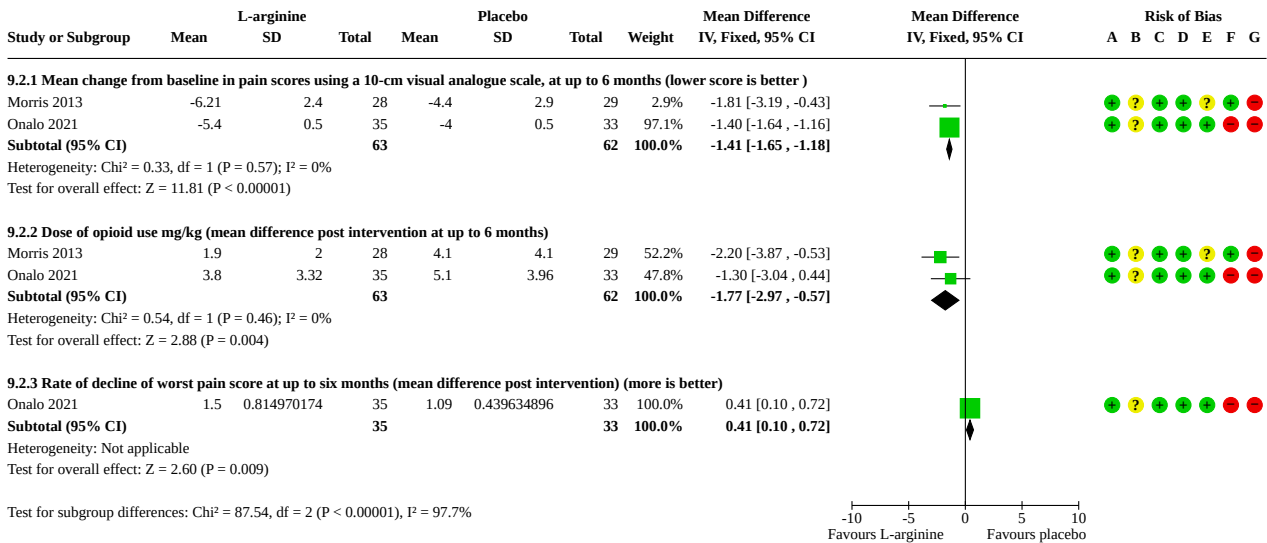 L-arginine Placebo Mean Difference Mean Difference Risk of Bias
Study or Subgroup Mean SD Total Mean SD Total Weight IV, Fixed, 95% CI IV, Fixed, 95% CI A B C D E F G
9.2.1 Mean change from baseline in pain scores using a 10-cm visual analogue scale, at up to 6 months (lower score is better )
Morris 2013 -6.21 2.4 28 -4.4 2.9 29 2.9% -1.81 [-3.19 , -0.43] + ? + + ? + −
Onalo 2021 -5.4 0.5 35 -4 0.5 33 97.1% -1.40 [-1.64 , -1.16] + ? + + + − −
Subtotal (95% CI) 63 62 100.0% -1.41 [-1.65 , -1.18]
Heterogeneity: Chi² = 0.33, df = 1 (P = 0.57); I² = 0%
Test for overall effect: Z = 11.81 (P < 0.00001)
9.2.2 Dose of opioid use mg/kg (mean difference post intervention at up to 6 months)
Morris 2013 1.9 2 28 4.1 4.1 29 52.2% -2.20 [-3.87 , -0.53] + ? + + ? + −
Onalo 2021 3.8 3.32 35 5.1 3.96 33 47.8% -1.30 [-3.04 , 0.44] + ? + + + − −
Subtotal (95% CI) 63 62 100.0% -1.77 [-2.97 , -0.57]
Heterogeneity: Chi² = 0.54, df = 1 (P = 0.46); I² = 0%
Test for overall effect: Z = 2.88 (P = 0.004)
9.2.3 Rate of decline of worst pain score at up to six months (mean difference post intervention) (more is better)
Onalo 2021 1.5 0.814970174 35 1.09 0.439634896 33 100.0% 0.41 [0.10 , 0.72] + ? + + + − −
Subtotal (95% CI) 35 33 100.0% 0.41 [0.10 , 0.72]
Heterogeneity: Not applicable
Test for overall effect: Z = 2.60 (P = 0.009)
Test for subgroup differences: Chi² = 87.54, df = 2 (P < 0.00001), I² = 97.7%
-10 -5 0 5 10
Favours L-arginine Favours placebo